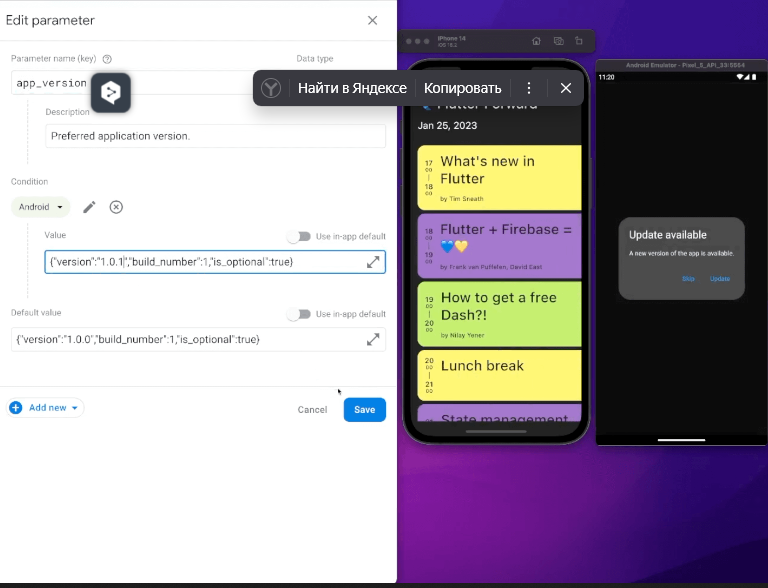 Edit parameter
Parameter name (key)
Data type
app_version
Description
Preferred application version.
Condition
Android
Value
Use in-app default
{"version":"1.0.1","build_number":1,"is_optional":true}
Default value
Use in-app default
{"version":"1.0.0","build_number":1,"is_optional":true}
Add new
Cancel
Save
Найти в Яндексе
Копировать
iPhone 14
iOS 16.2
Flutter Forward
Jan 25, 2023
17
00
18
00
What's new in
Flutter
by Tim Sneath
18
00
19
00
Flutter + Firebase =
💙💛
by Frank van Puffelen, David East
19
00
20
00
How to get a free
Dash?!
by Nilay Yener
20
00
21
00
Lunch break
State management
Android Emulator - Pixel_5_API_33:5554
11:20
Update available
A new version of the app is available.
Skip
Update